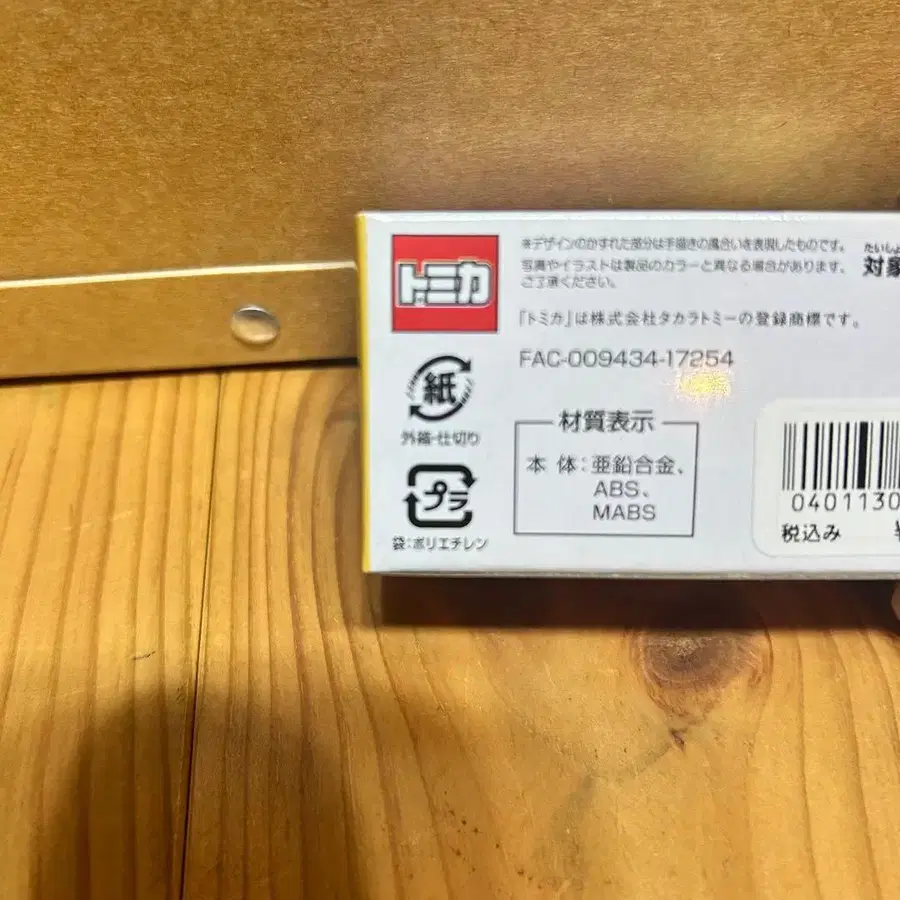 トミカ
※デザインのかすれた部分は手描きの風合いを表現したものです。
写真やイラストは製品のカラーと異なる場合があります。
ご了承ください。
たいしょ
対象
「トミカ」は株式会社タカラトミーの登録商標です。
FAC-009434-17254
紙
外箱・仕切り
プラ
袋:ポリエチレン
材質表示
本 体:亜鉛合金、
ABS、
MABS
0401130
税込み